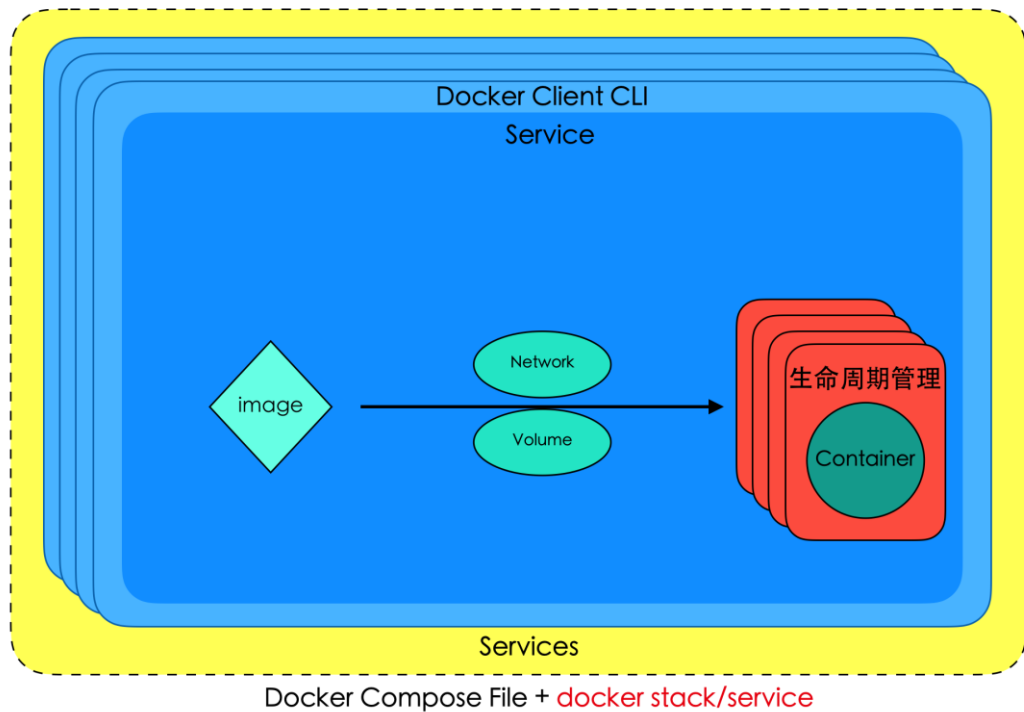 Docker Client CLI
Service
Network
image
Volume
生命周期管理
Container
Services
Docker Compose File + docker stack/service